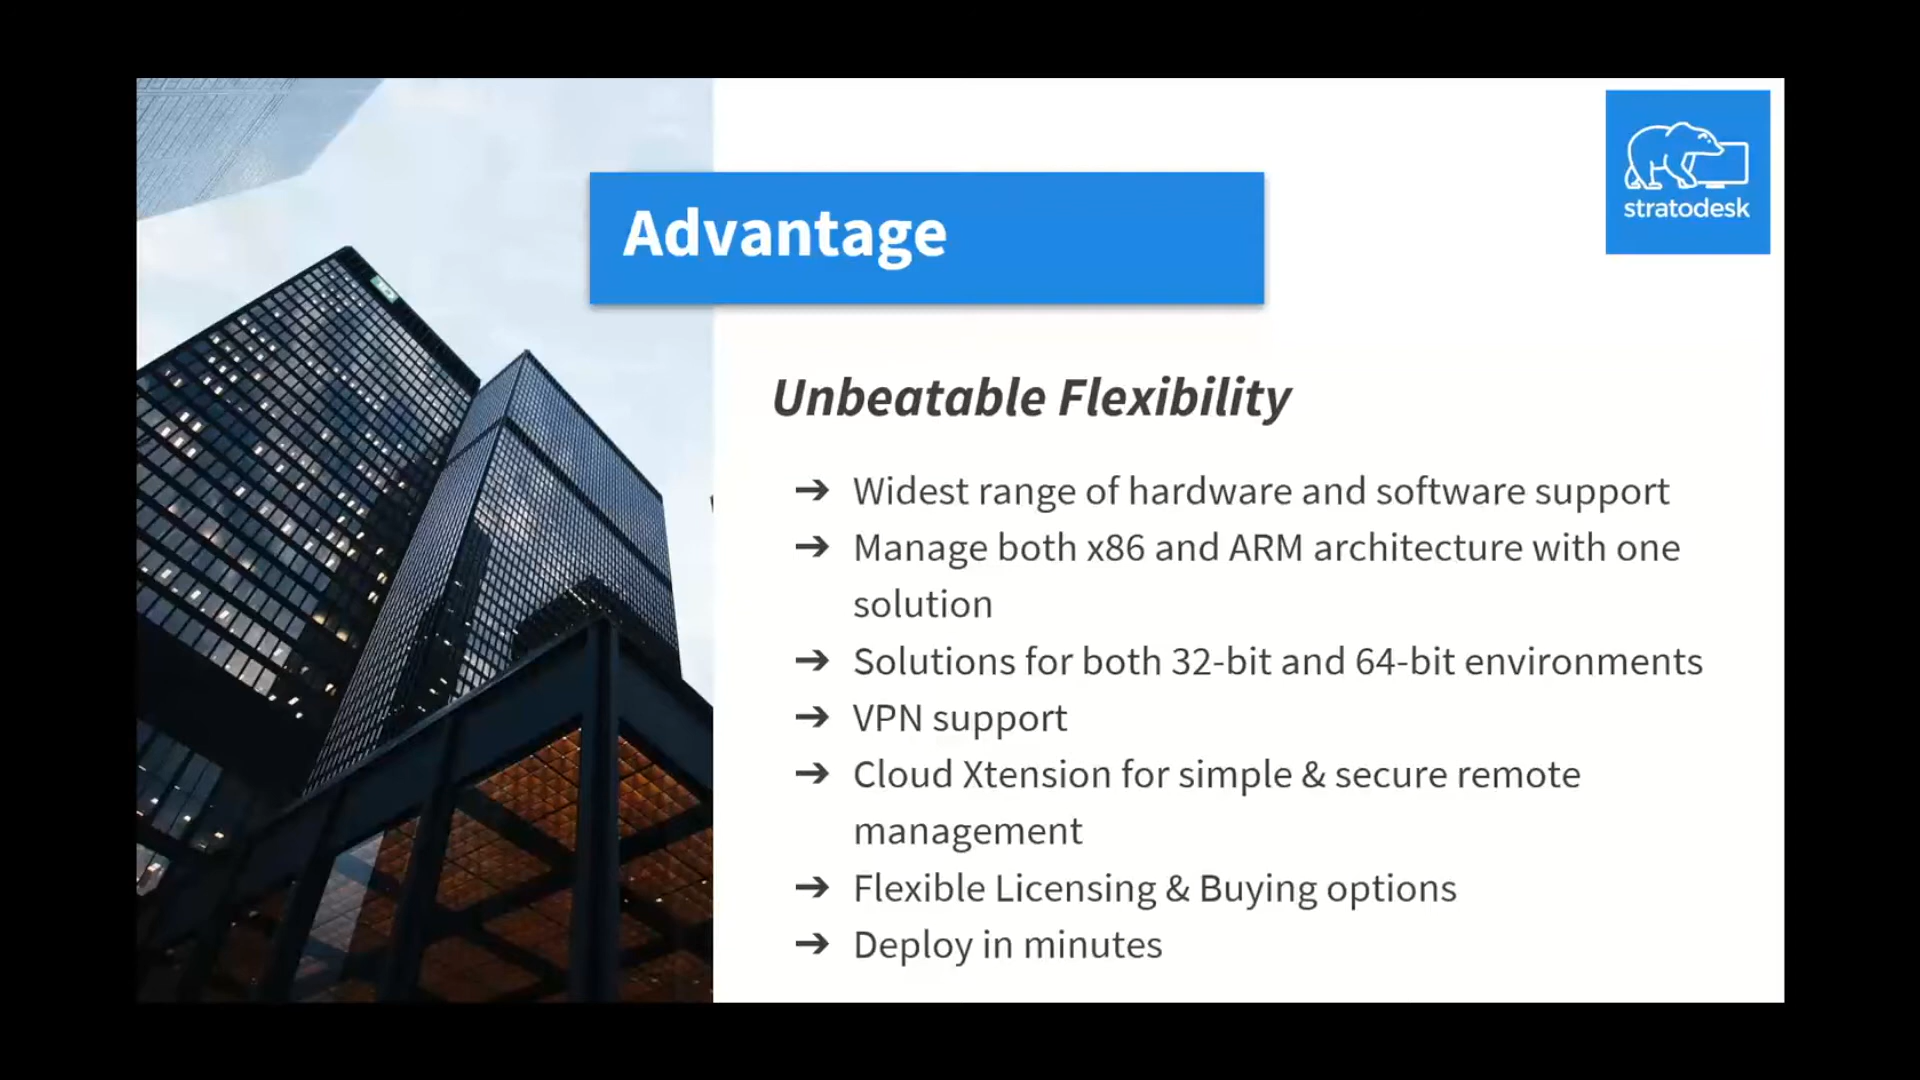 stratodesk
Advantage
Unbeatable Flexibility
➔ Widest range of hardware and software support
➔ Manage both x86 and ARM architecture with one
solution
➔ Solutions for both 32-bit and 64-bit environments
➔ VPN support
➔ Cloud Xtension for simple & secure remote
management
➔ Flexible Licensing & Buying options
➔ Deploy in minutes